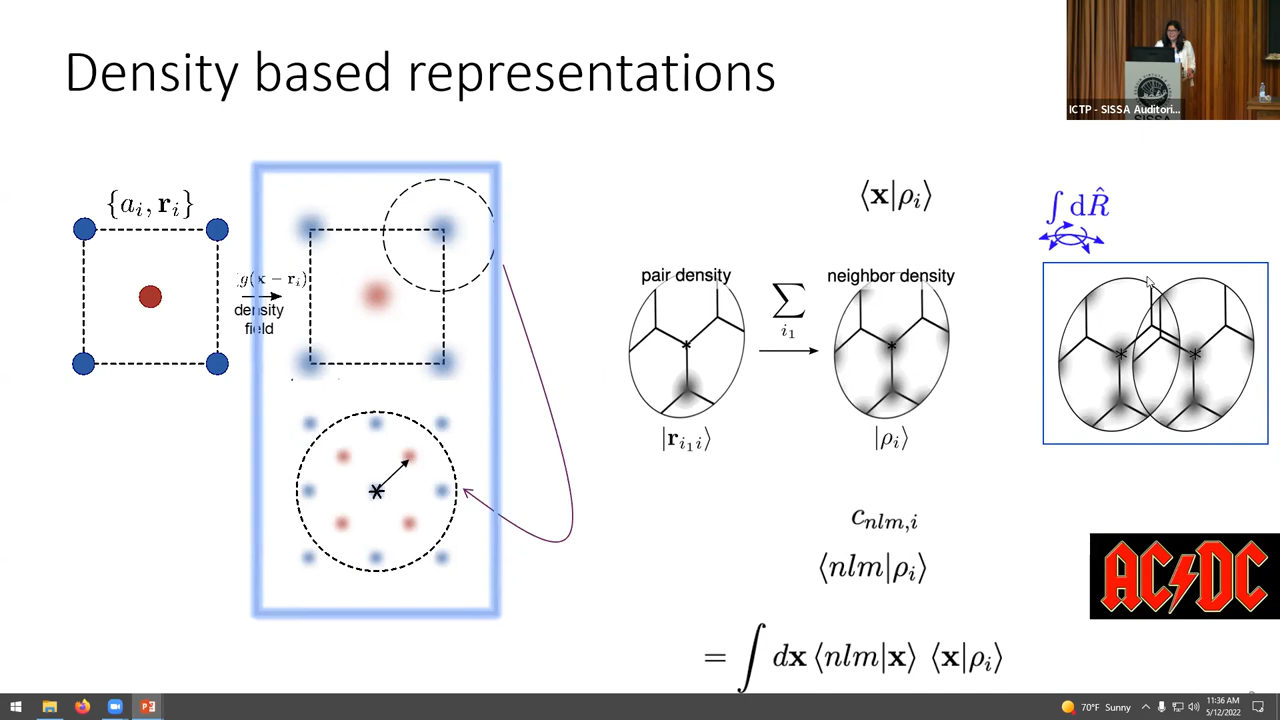 Density based representations
ICTP - SISSA Auditori...
SISSA
{a_i, r_i}
g(x − r_i)
density
field
⟨x|ρ_i⟩
∫ dR̂
pair density
∑
i_1
neighbor density
|r_{i_1 i}⟩
|ρ_i⟩
c_{nlm,i}
⟨nlm|ρ_i⟩
AC⚡DC
= ∫ dx ⟨nlm|x⟩ ⟨x|ρ_i⟩
70°F Sunny
11:36 AM
5/12/2022